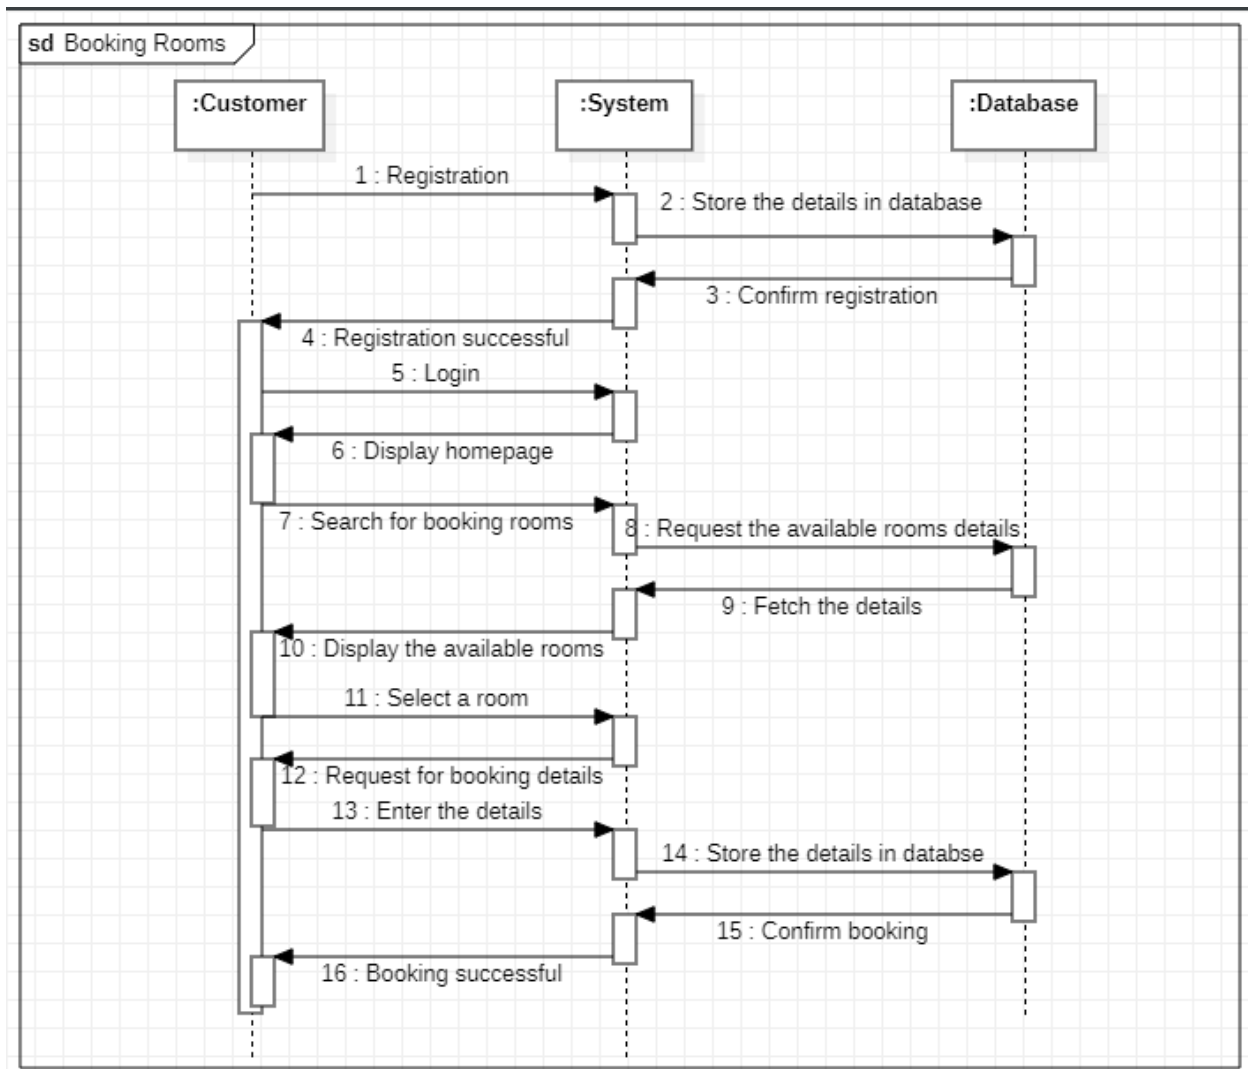 sd Booking Rooms
:Customer
:System
:Database
1 : Registration
2 : Store the details in database
3 : Confirm registration
4 : Registration successful
5 : Login
6 : Display homepage
7 : Search for booking rooms
8 : Request the available rooms details
9 : Fetch the details
10 : Display the available rooms
11 : Select a room
12 : Request for booking details
13 : Enter the details
14 : Store the details in databse
15 : Confirm booking
16 : Booking successful